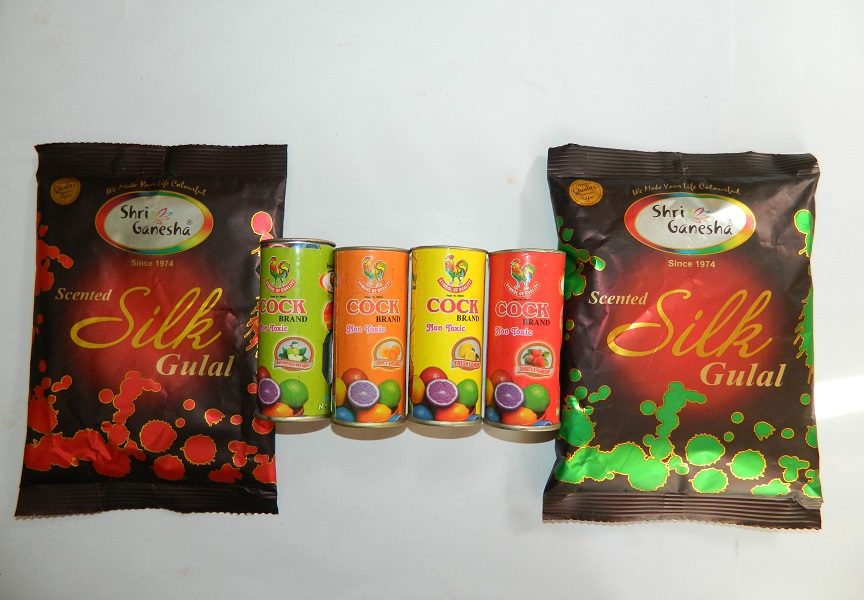 Quality
We Make Your Life Colourful
Shri
Ganesha
Since 1974
Scented
Silk
Gulal
COCK
BRAND
Non Toxic
COCK
BRAND
Non Toxic
COCK
BRAND
Non Toxic
COCK
BRAND
Non Toxic
Quality
We Make Your Life Colourful
Shri
Ganesha
Since 1974
Scented
Silk
Gulal